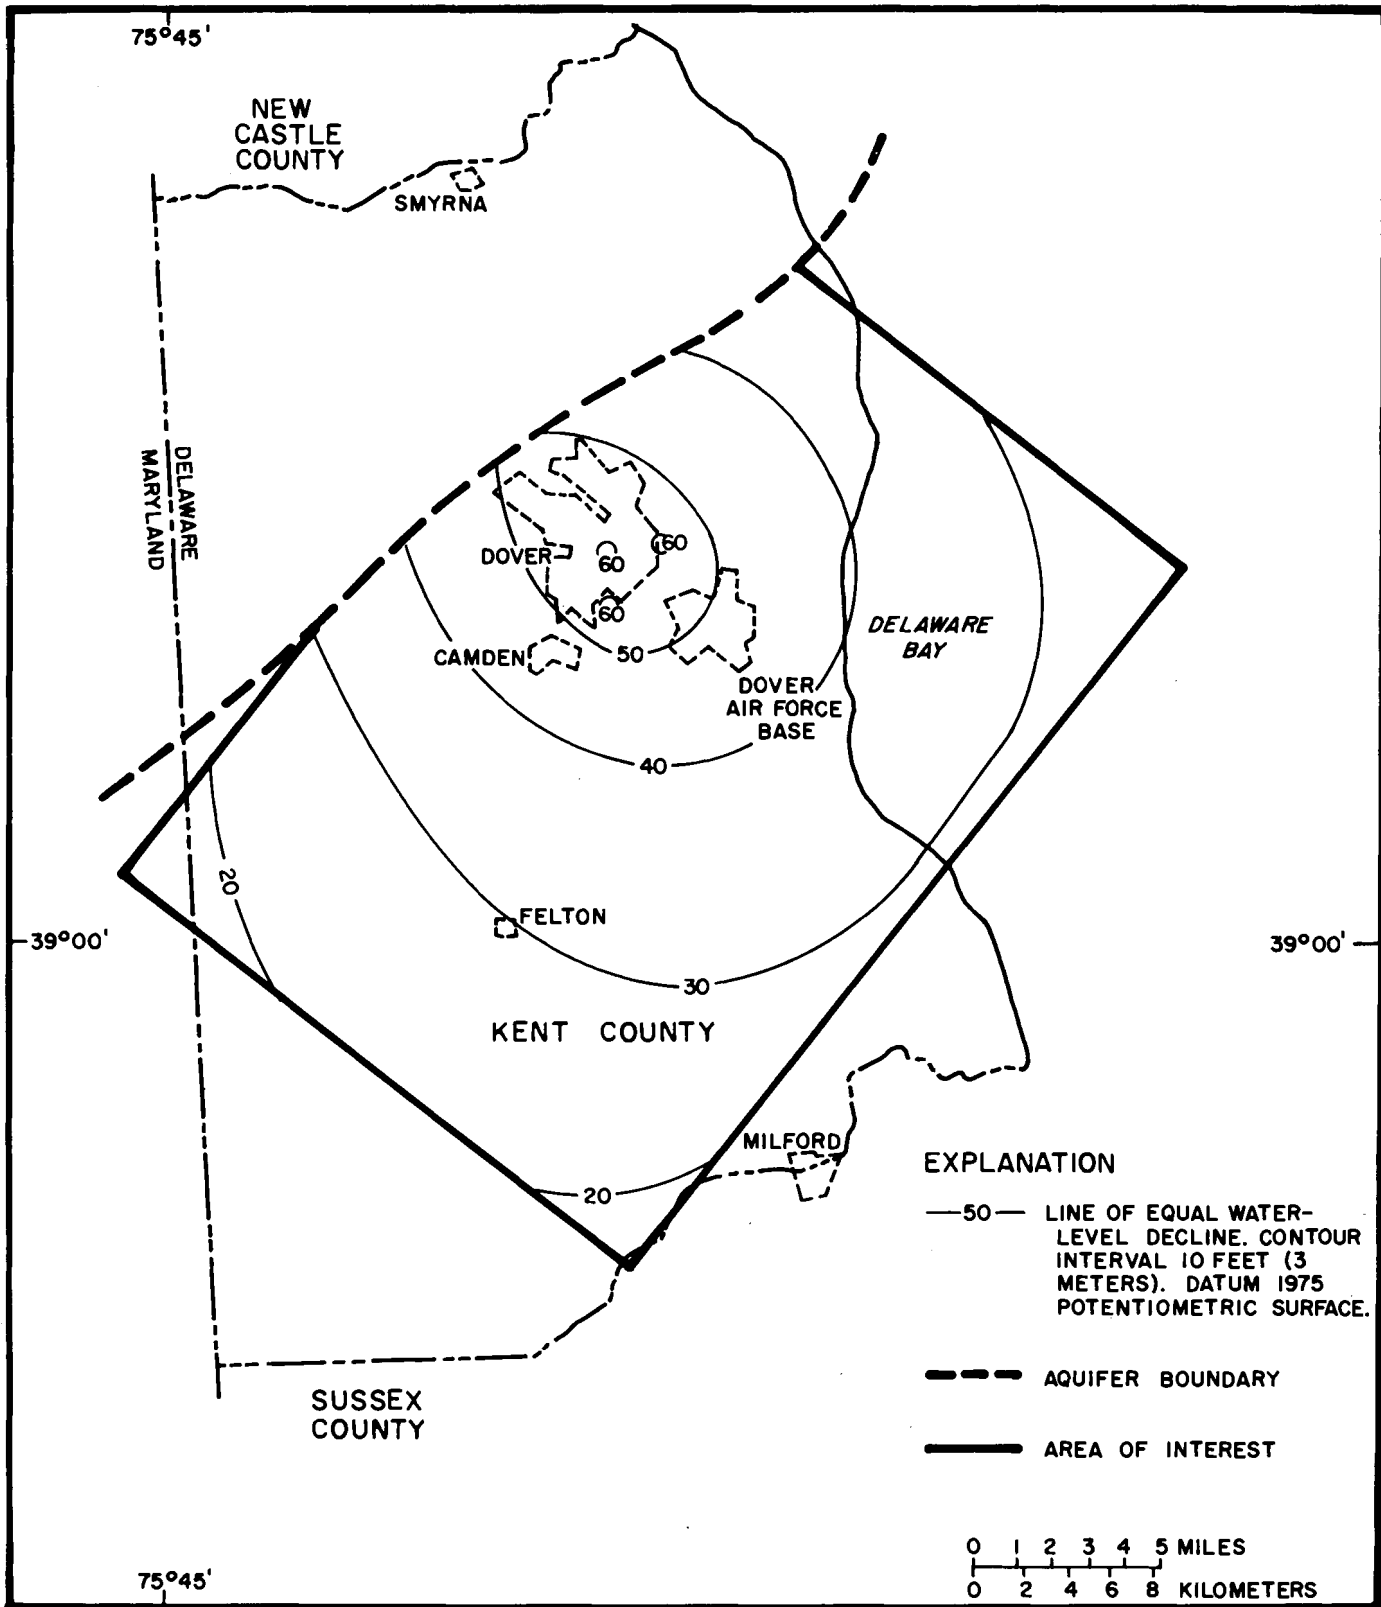 75°45'
NEW
CASTLE
COUNTY
SMYRNA
DELAWARE
MARYLAND
DOVER
60
60
60
CAMDEN
50
DELAWARE
BAY
DOVER
AIR FORCE
BASE
40
20
FELTON
39°00'
39°00'
30
KENT COUNTY
MILFORD
20
EXPLANATION
50 LINE OF EQUAL WATER-
LEVEL DECLINE. CONTOUR
INTERVAL 10 FEET (3
METERS). DATUM 1975
POTENTIOMETRIC SURFACE.
AQUIFER BOUNDARY
SUSSEX
COUNTY
AREA OF INTEREST
0 1 2 3 4 5 MILES
0 2 4 6 8 KILOMETERS
75°45'